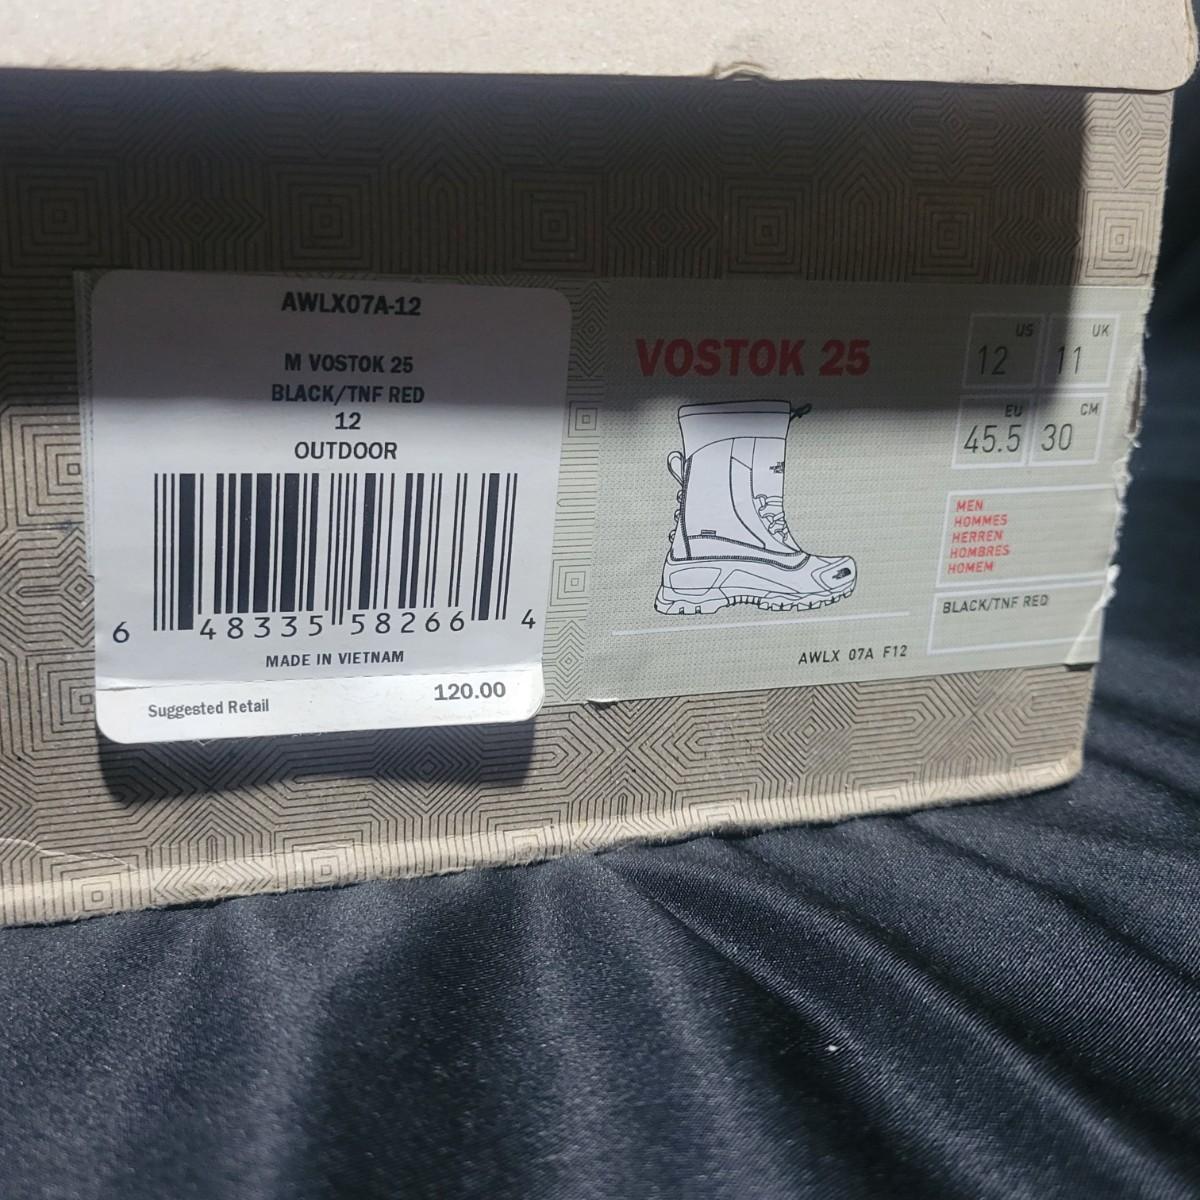 AWLX07A-12
M VOSTOK 25
BLACK/TNF RED
12
OUTDOOR
6 48335 58266 4
MADE IN VIETNAM
Suggested Retail 120.00
VOSTOK 25
AWLX 07A F12
US
12
UK
11
EU
45.5
CM
30
MEN
HOMMES
HERREN
HOMBRES
HOMEM
BLACK/TNF RED